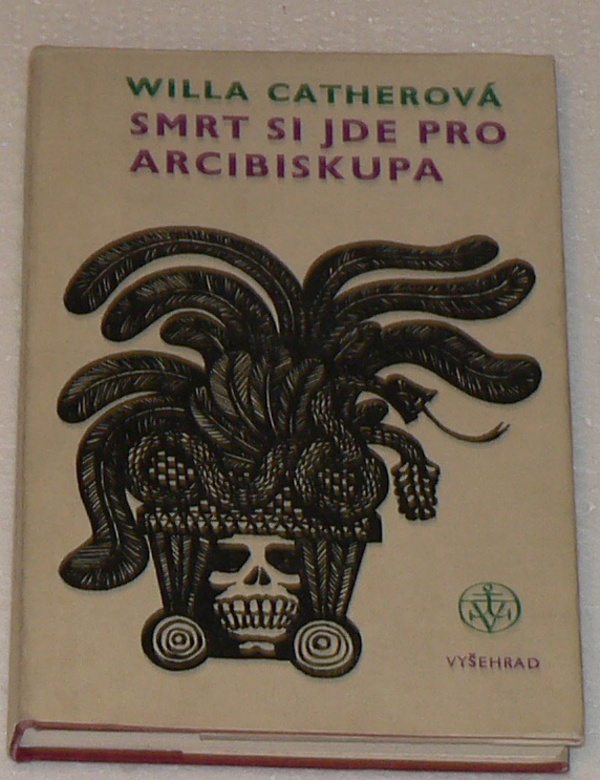 WILLA CATHEROVÁ
SMRT SI JDE PRO
ARCIBISKUPA
VYŠEHRAD